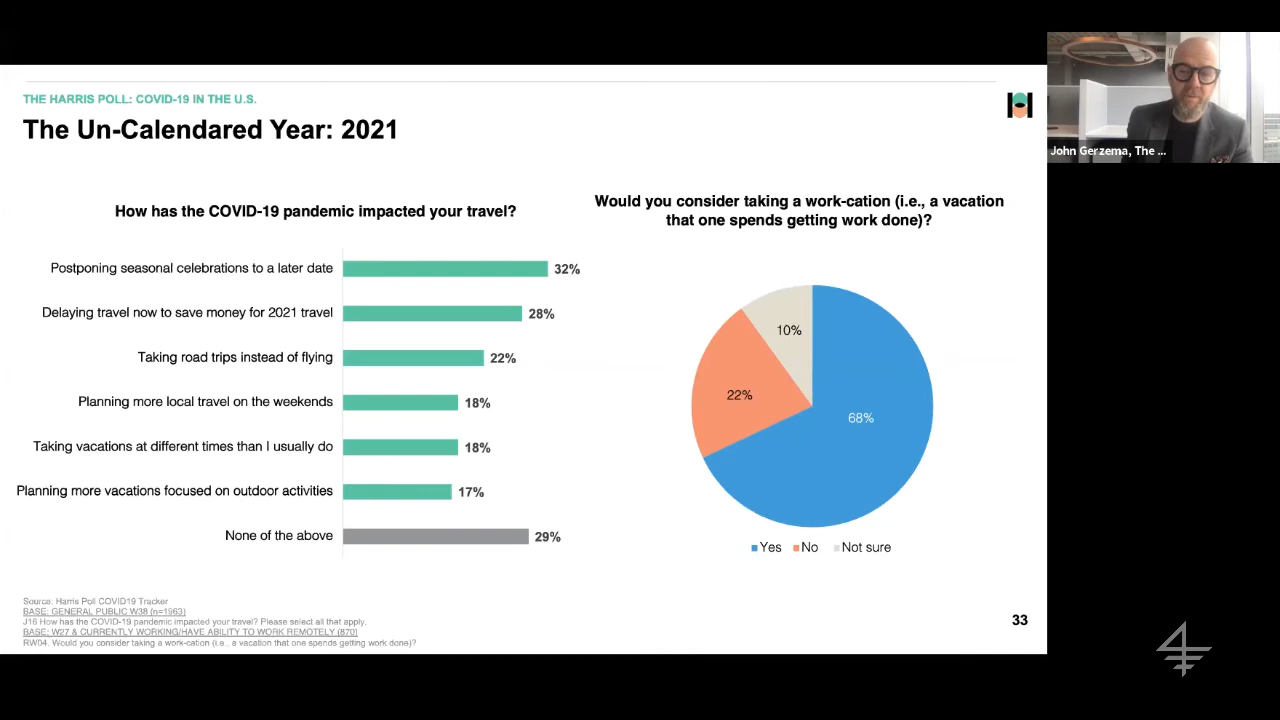 THE HARRIS POLL: COVID-19 IN THE U.S.
The Un-Calendared Year: 2021
John Gerzema, The ...
How has the COVID-19 pandemic impacted your travel?
Postponing seasonal celebrations to a later date 32%
Delaying travel now to save money for 2021 travel 28%
Taking road trips instead of flying 22%
Planning more local travel on the weekends 18%
Taking vacations at different times than I usually do 18%
Planning more vacations focused on outdoor activities 17%
None of the above 29%
Would you consider taking a work-cation (i.e., a vacation
that one spends getting work done)?
10%
22%
68%
Yes No Not sure
Source: Harris Poll COVID19 Tracker
BASE: GENERAL PUBLIC W38 (n=1963)
J16 How has the COVID-19 pandemic impacted your travel? Please select all that apply.
BASE: W27 & CURRENTLY WORKING/HAVE ABILITY TO WORK REMOTELY (870)
RW04. Would you consider taking a work-cation (i.e., a vacation that one spends getting work done)?
33